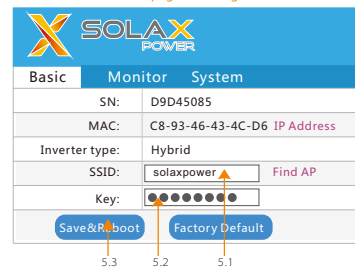 SOLAX
POWER
Basic Monitor System
SN: D9D45085
MAC: C8-93-46-43-4C-D6 IP Address
Inverter type: Hybrid
SSID: solaxpower Find AP
Key: ●●●●●●●●
Save&Reboot Factory Default
5.3 5.2 5.1